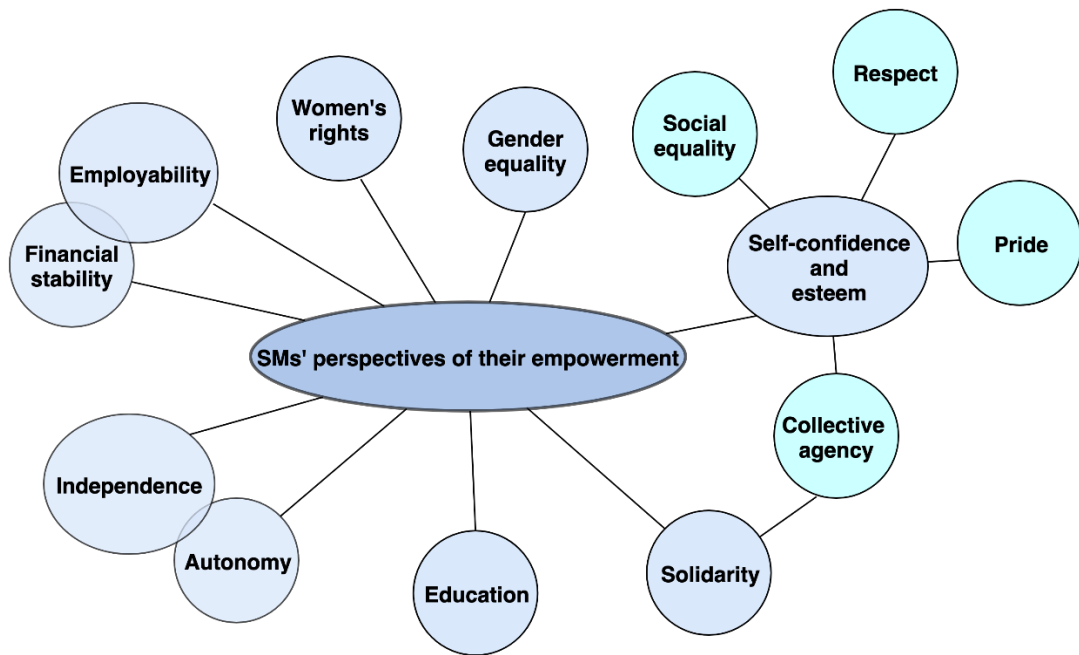 Respect
Women's
rights
Social
equality
Gender
equality
Employability
Self-confidence
and
esteem
Pride
Financial
stability
SMs' perspectives of their empowerment
Collective
agency
Independence
Autonomy
Education
Solidarity